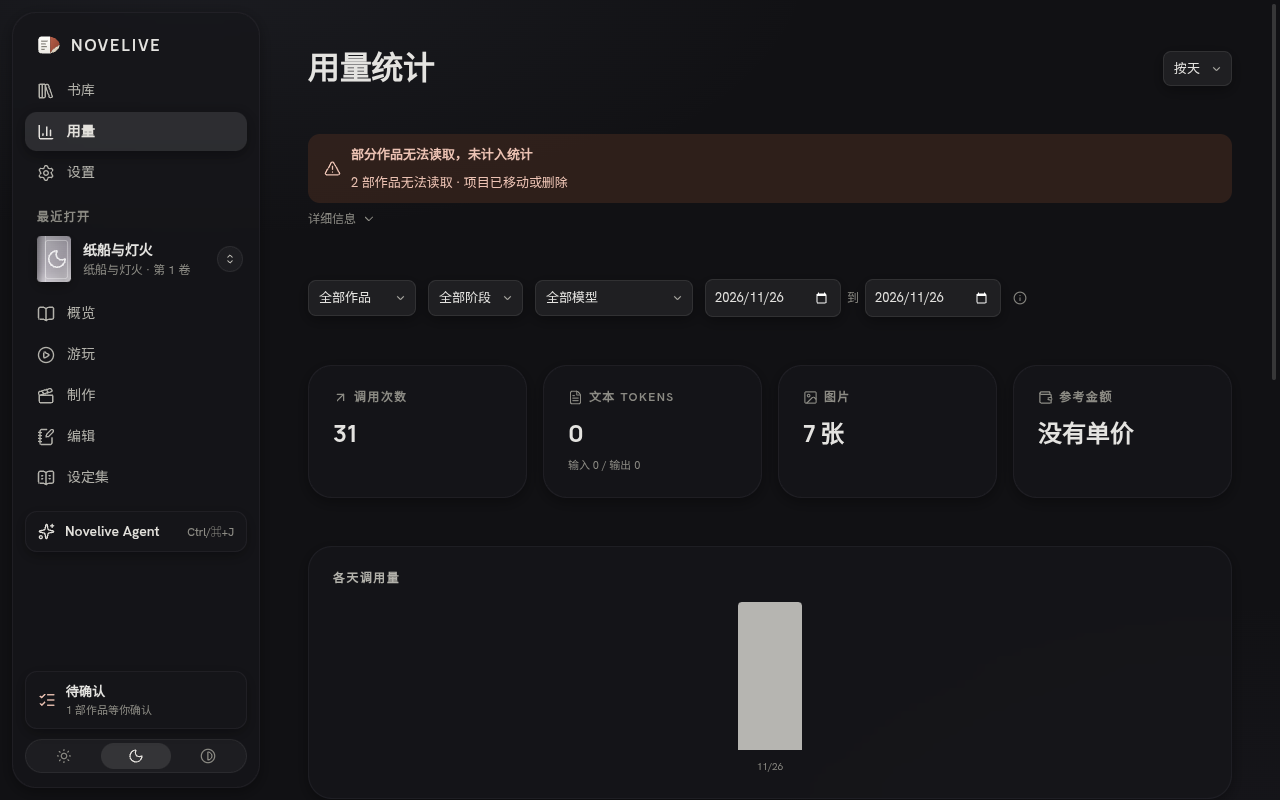 NOVELIVE
书库
用量
设置
最近打开
纸船与灯火
纸船与灯火 · 第 1 卷
概览
游玩
制作
编辑
设定集
Novelive Agent
Ctrl/⌘+J
待确认
1 部作品等你确认
用量统计
按天
部分作品无法读取，未计入统计
2 部作品无法读取 · 项目已移动或删除
详细信息
全部作品
全部阶段
全部模型
2026/11/26
到
2026/11/26
调用次数
31
文本 TOKENS
0
输入 0 / 输出 0
图片
7 张
参考金额
没有单价
各天调用量
11/26